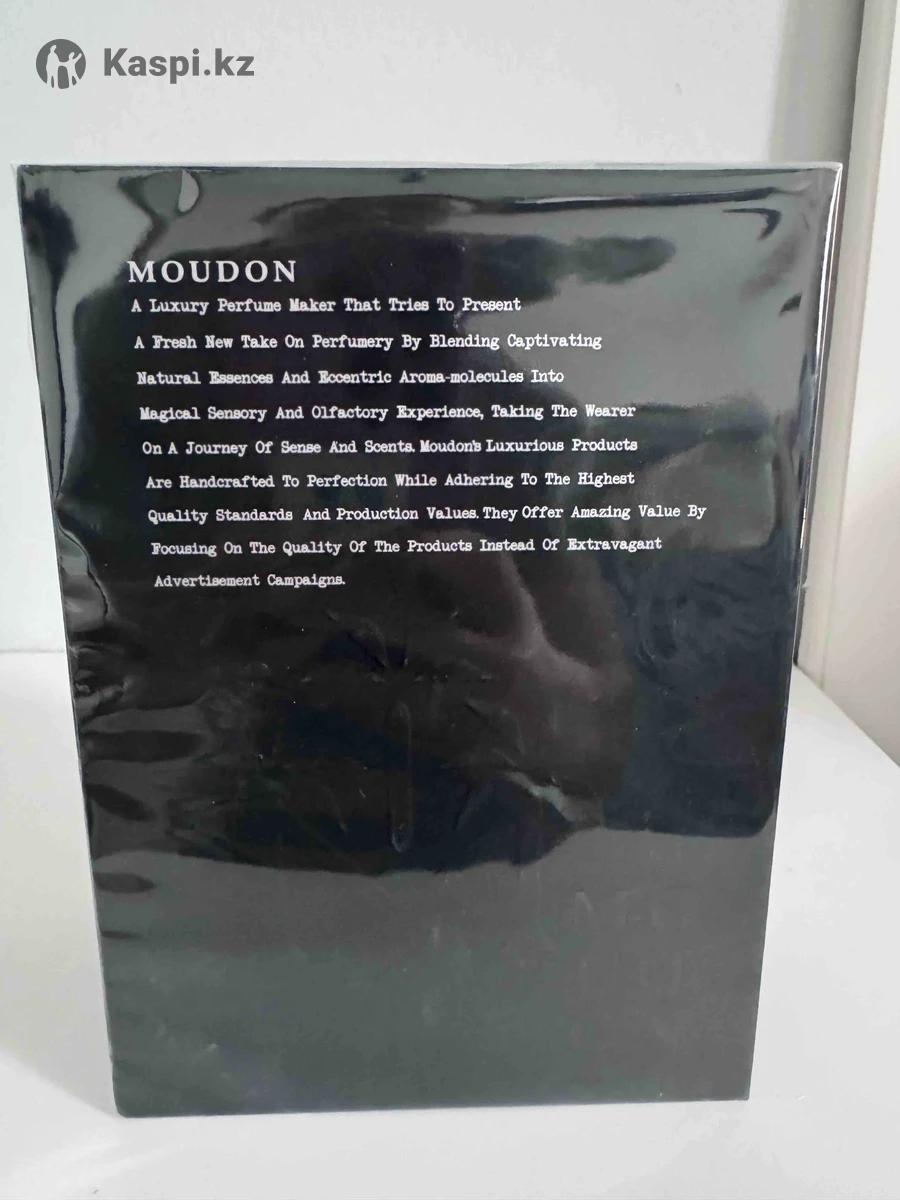 Kaspi.kz
MOUDON
A Luxury Perfume Maker That Tries To Present
A Fresh New Take On Perfumery By Blending Captivating
Natural Essences And Eccentric Aroma-molecules Into
Magical Sensory And Olfactory Experience, Taking The Wearer
On A Journey Of Sense And Scents. Moudon's Luxurious Products
Are Handcrafted To Perfection While Adhering To The Highest
Quality Standards And Production Values. They Offer Amazing Value By
Focusing On The Quality Of The Products Instead Of Extravagant
Advertisement Campaigns.